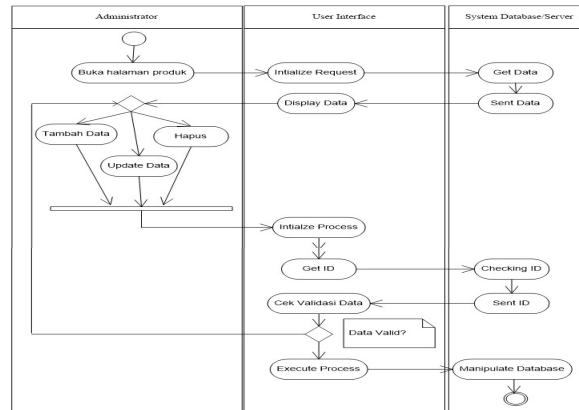 Administrator
User Interface
System Database/Server
Buka halaman produk
Intialize Request
Get Data
Display Data
Sent Data
Tambah Data
Hapus
Update Data
Intialze Process
Get ID
Checking ID
Cek Validasi Data
Sent ID
Data Valid?
Execute Process
Manipulate Database